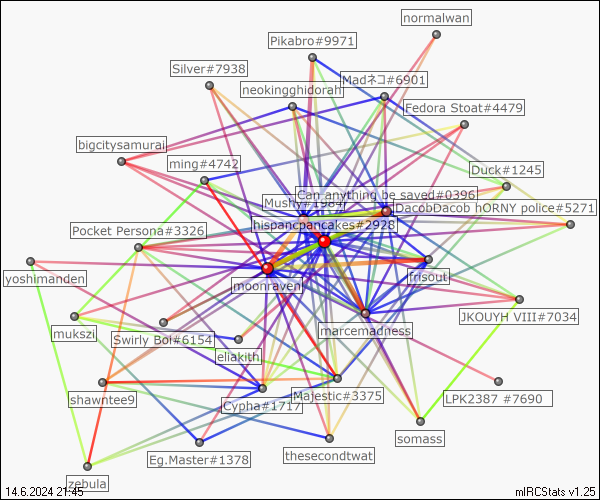 normalwan
Pikabro#9971
Silver#7938
Madネコ#6901
neokingghidorah
Fedora Stoat#4479
bigcitysamurai
ming#4742
Duck#1245
Can anything be saved#0396
Mushy#1984
DacobDacob hORNY police#5271
hispancpancakes#2928
Pocket Persona#3326
yoshimanden
moonraven
frisout
JKOUYH VIII#7034
marcemadness
mukszi
Swirly Boi#6154
eliakith
shawntee9
Cypha#1717
Majestic#3375
LPK2387 #7690
somass
Eg.Master#1378
thesecondtwat
zebula
14.6.2024 21:45
mIRCStats v1.25